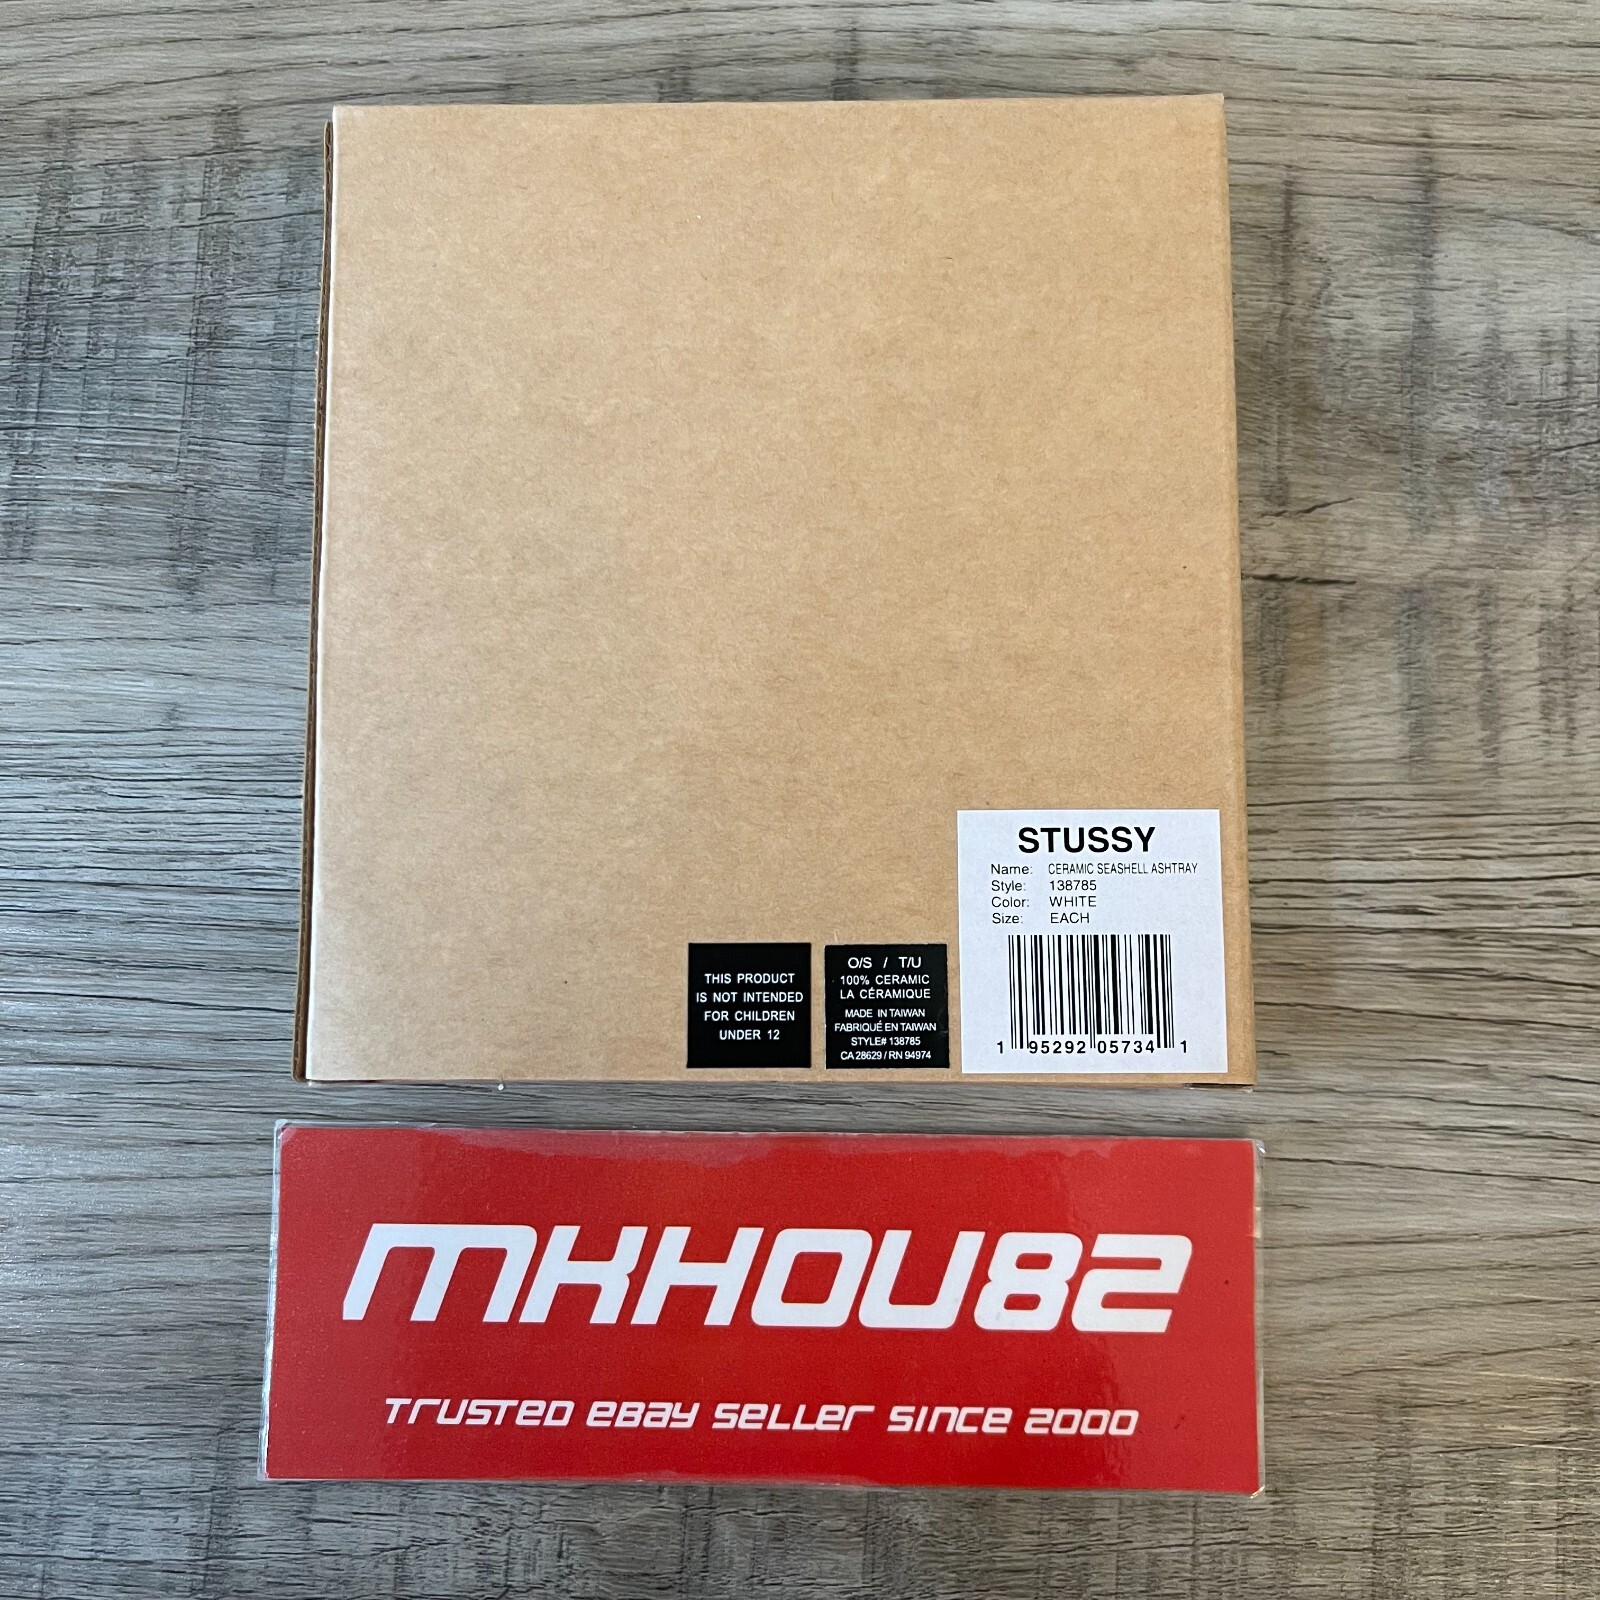 STUSSY
Name: CERAMIC SEASHELL ASHTRAY
Style: 138785
Color: WHITE
Size: EACH
1 95292 05734 1
THIS PRODUCT
IS NOT INTENDED
FOR CHILDREN
UNDER 12
O/S / T/U
100% CERAMIC
LA CÉRAMIQUE
MADE IN TAIWAN
FABRIQUÉ EN TAIWAN
STYLE# 138785
CA 28629 / RN 94974
MKHOU82
TRUSTED EBAY SELLER SINCE 2000